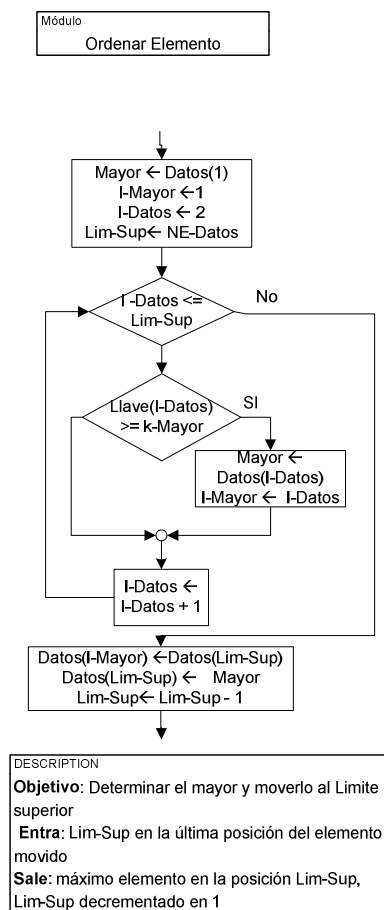 Módulo
Ordenar Elemento
Mayor ← Datos(1)
I-Mayor ←1
I-Datos ← 2
Lim-Sup← NE-Datos
I -Datos <=
Lim-Sup
No
Llave(I-Datos)
>= k-Mayor
SI
Mayor ←
Datos(I-Datos)
I-Mayor ← I-Datos
I-Datos ←
I-Datos + 1
Datos(I-Mayor) ←Datos(Lim-Sup)
Datos(Lim-Sup) ← Mayor
Lim-Sup← Lim-Sup - 1
DESCRIPTION
Objetivo: Determinar el mayor y moverlo al Limite
superior
Entra: Lim-Sup en la última posición del elemento
movido
Sale: máximo elemento en la posición Lim-Sup,
Lim-Sup decrementado en 1